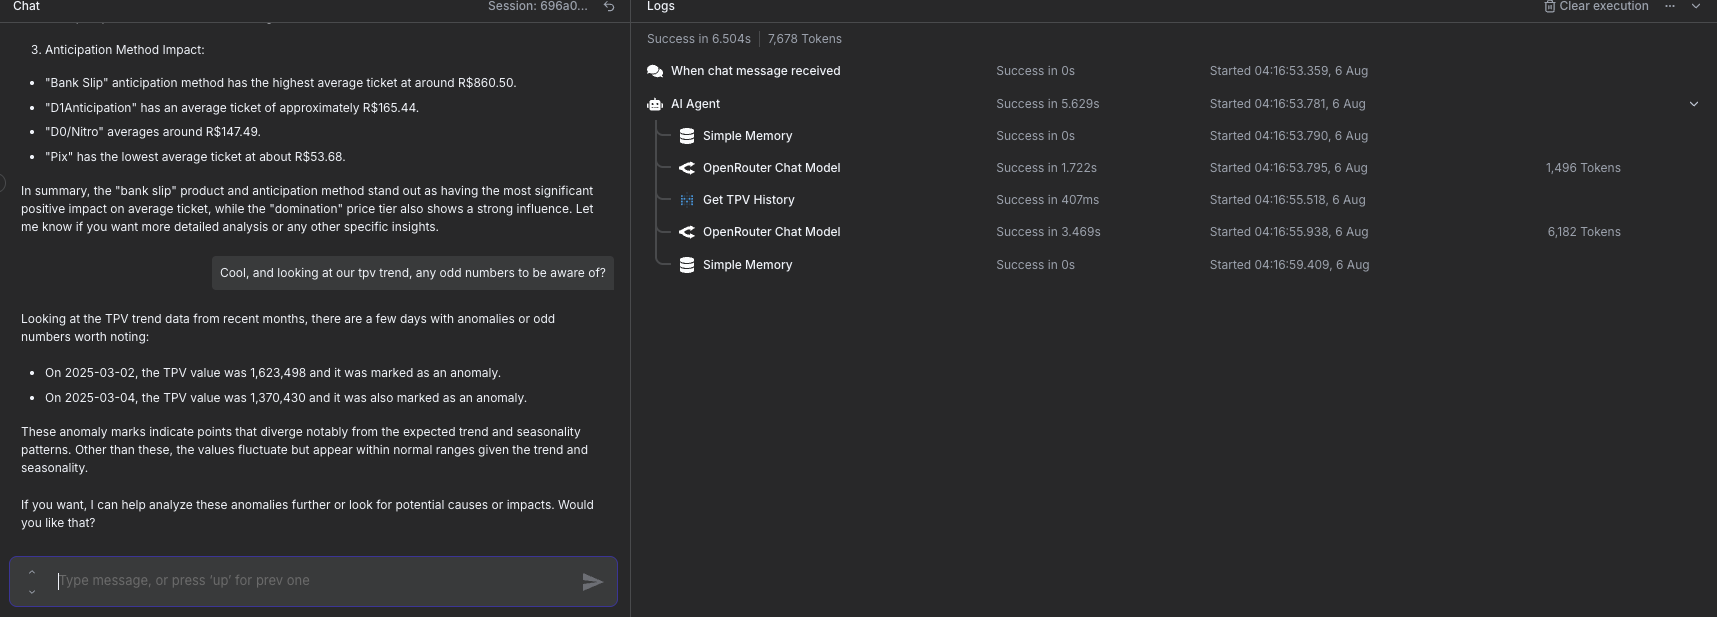 Chat
Session: 696a0...
3. Anticipation Method Impact:
• "Bank Slip" anticipation method has the highest average ticket at around R$860.50.
• "D1Anticipation" has an average ticket of approximately R$165.44.
• "D0/Nitro" averages around R$147.49.
• "Pix" has the lowest average ticket at about R$53.68.
In summary, the "bank slip" product and anticipation method stand out as having the most significant
positive impact on average ticket, while the "domination" price tier also shows a strong influence. Let
me know if you want more detailed analysis or any other specific insights.
Cool, and looking at our tpv trend, any odd numbers to be aware of?
Looking at the TPV trend data from recent months, there are a few days with anomalies or odd
numbers worth noting:
• On 2025-03-02, the TPV value was 1,623,498 and it was marked as an anomaly.
• On 2025-03-04, the TPV value was 1,370,430 and it was also marked as an anomaly.
These anomaly marks indicate points that diverge notably from the expected trend and seasonality
patterns. Other than these, the values fluctuate but appear within normal ranges given the trend and
seasonality.
If you want, I can help analyze these anomalies further or look for potential causes or impacts. Would
you like that?
Type message, or press 'up' for prev one
Logs
Clear execution
Success in 6.504s | 7,678 Tokens
When chat message received Success in 0s Started 04:16:53.359, 6 Aug
AI Agent Success in 5.629s Started 04:16:53.781, 6 Aug
Simple Memory Success in 0s Started 04:16:53.790, 6 Aug
OpenRouter Chat Model Success in 1.722s Started 04:16:53.795, 6 Aug 1,496 Tokens
Get TPV History Success in 407ms Started 04:16:55.518, 6 Aug
OpenRouter Chat Model Success in 3.469s Started 04:16:55.938, 6 Aug 6,182 Tokens
Simple Memory Success in 0s Started 04:16:59.409, 6 Aug